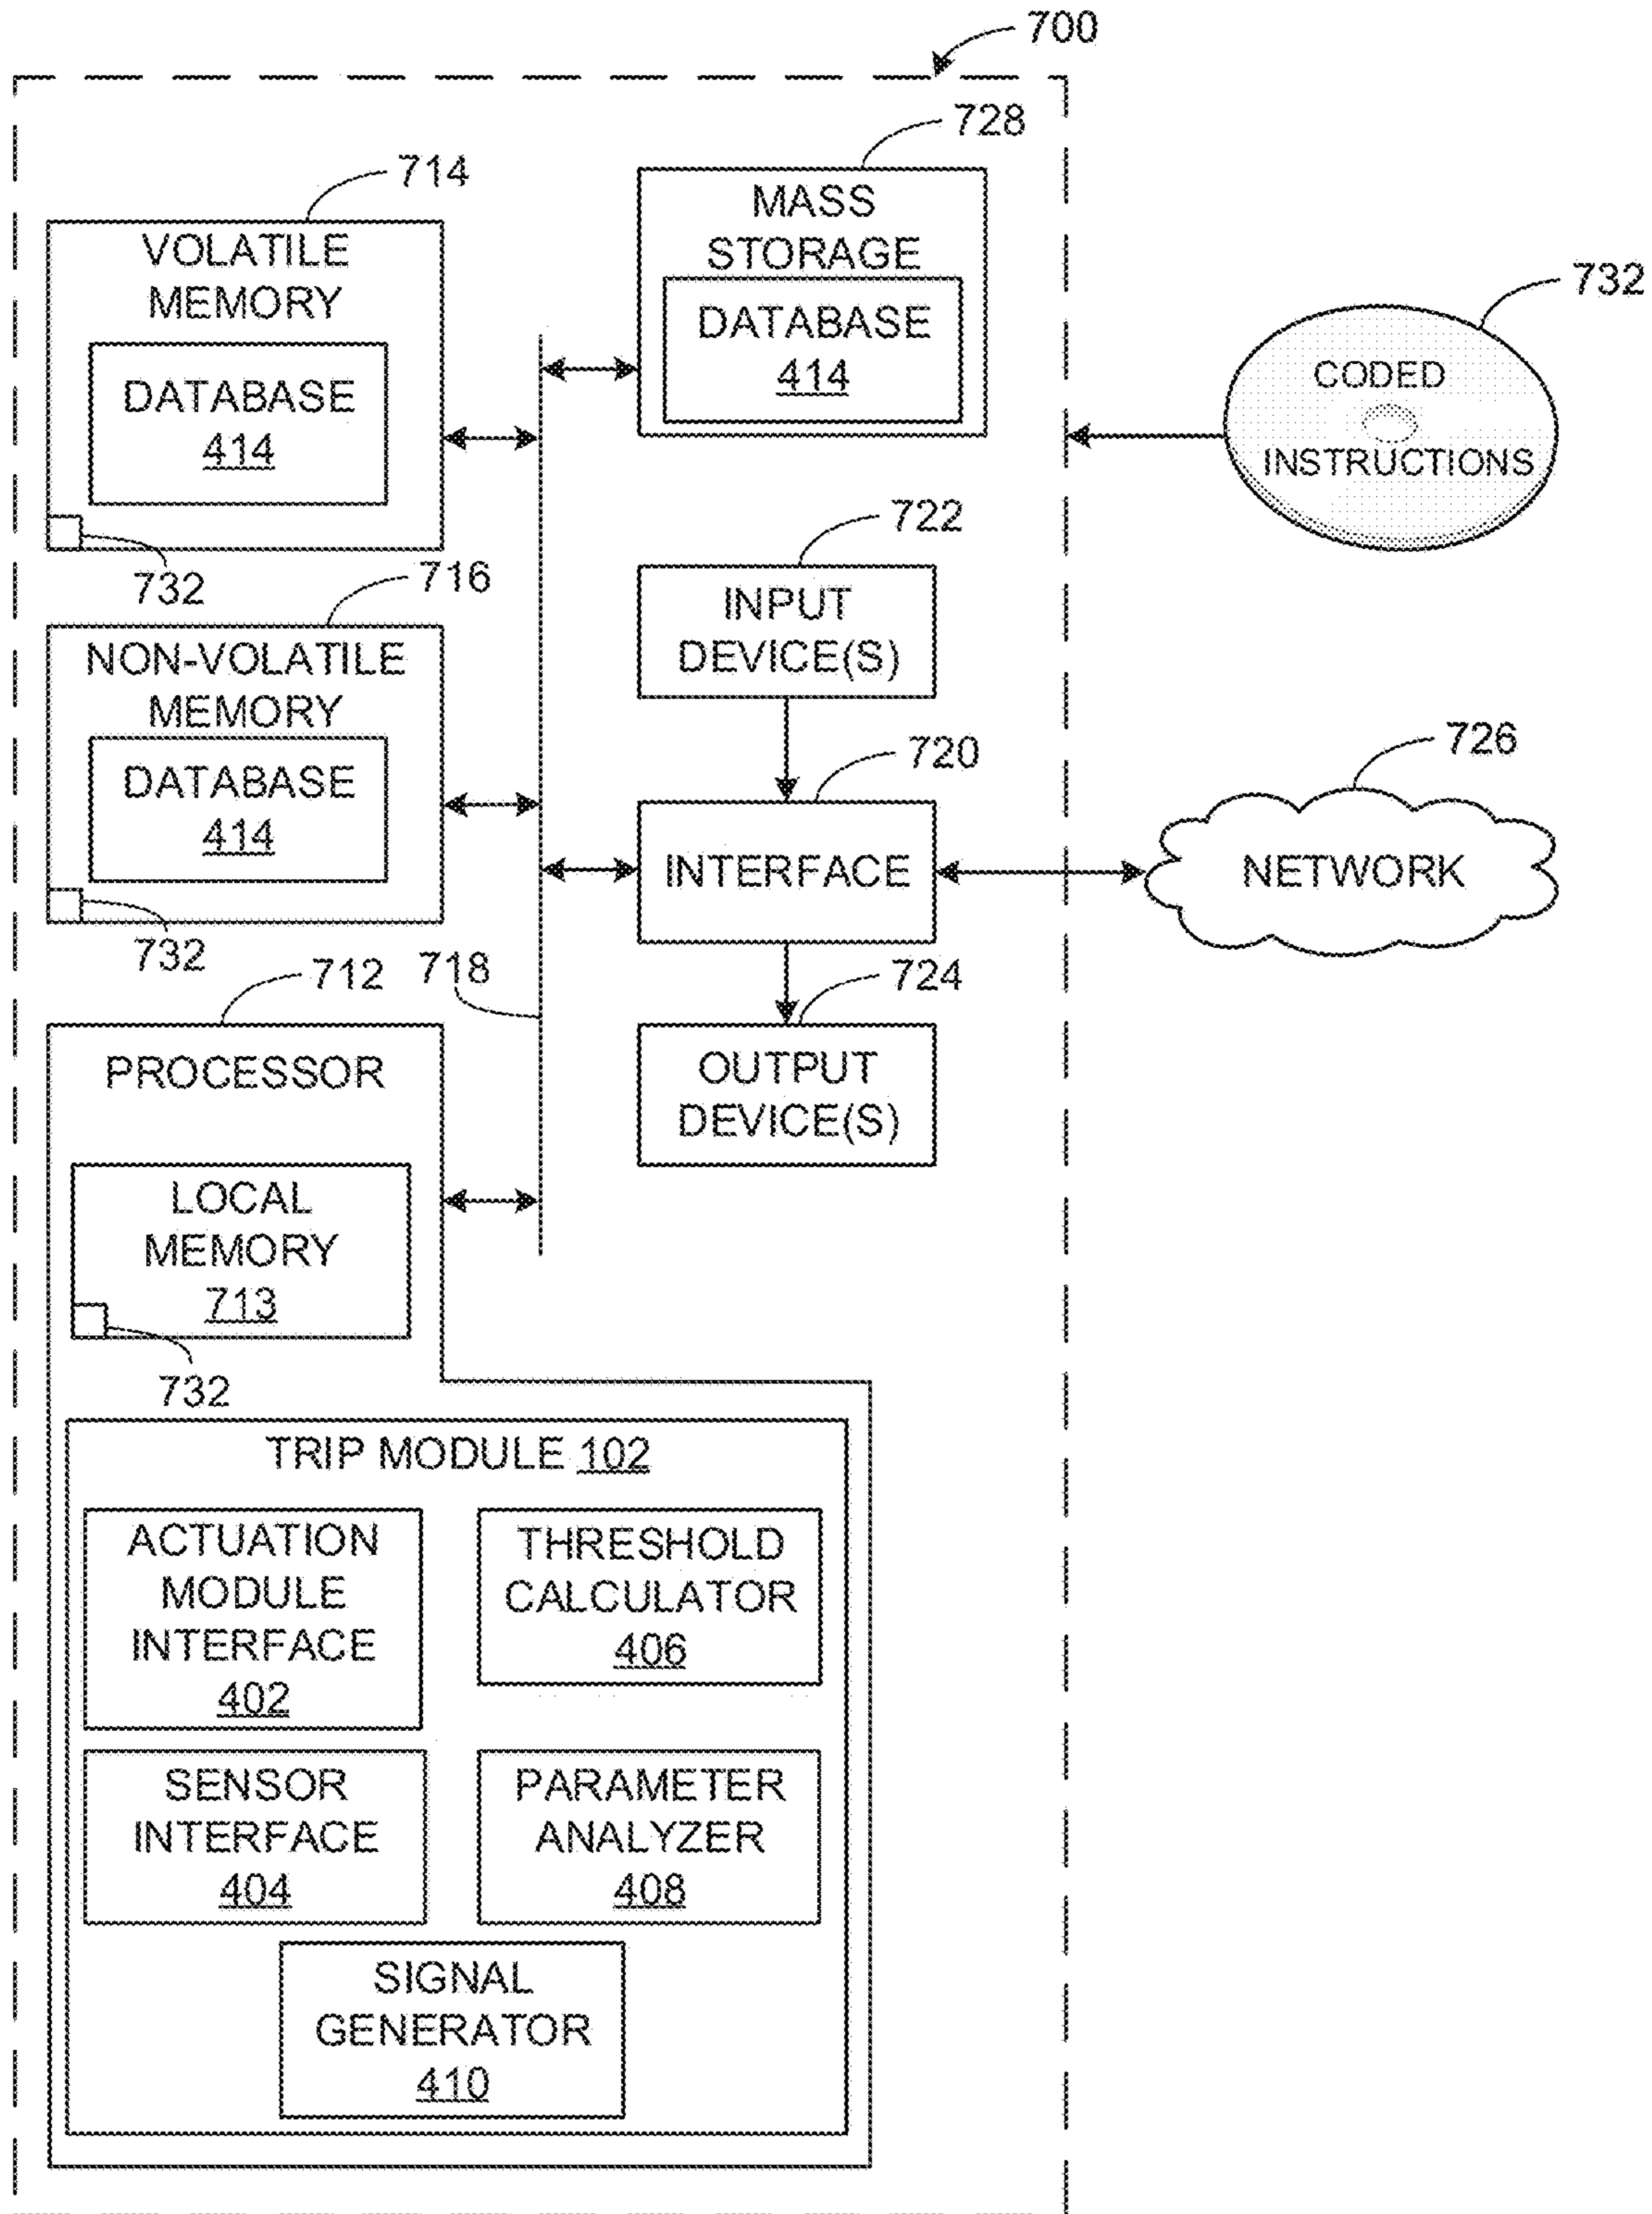 700
728
714
MASS
STORAGE
DATABASE
414
VOLATILE
MEMORY
DATABASE
414
732
732
CODED
INSTRUCTIONS
722
INPUT
DEVICE(S)
716
NON-VOLATILE
MEMORY
DATABASE
414
732
720
INTERFACE
726
NETWORK
724
OUTPUT
DEVICE(S)
718
712
PROCESSOR
LOCAL
MEMORY
713
732
TRIP MODULE 102
ACTUATION
MODULE
INTERFACE
402
THRESHOLD
CALCULATOR
406
SENSOR
INTERFACE
404
PARAMETER
ANALYZER
408
SIGNAL
GENERATOR
410